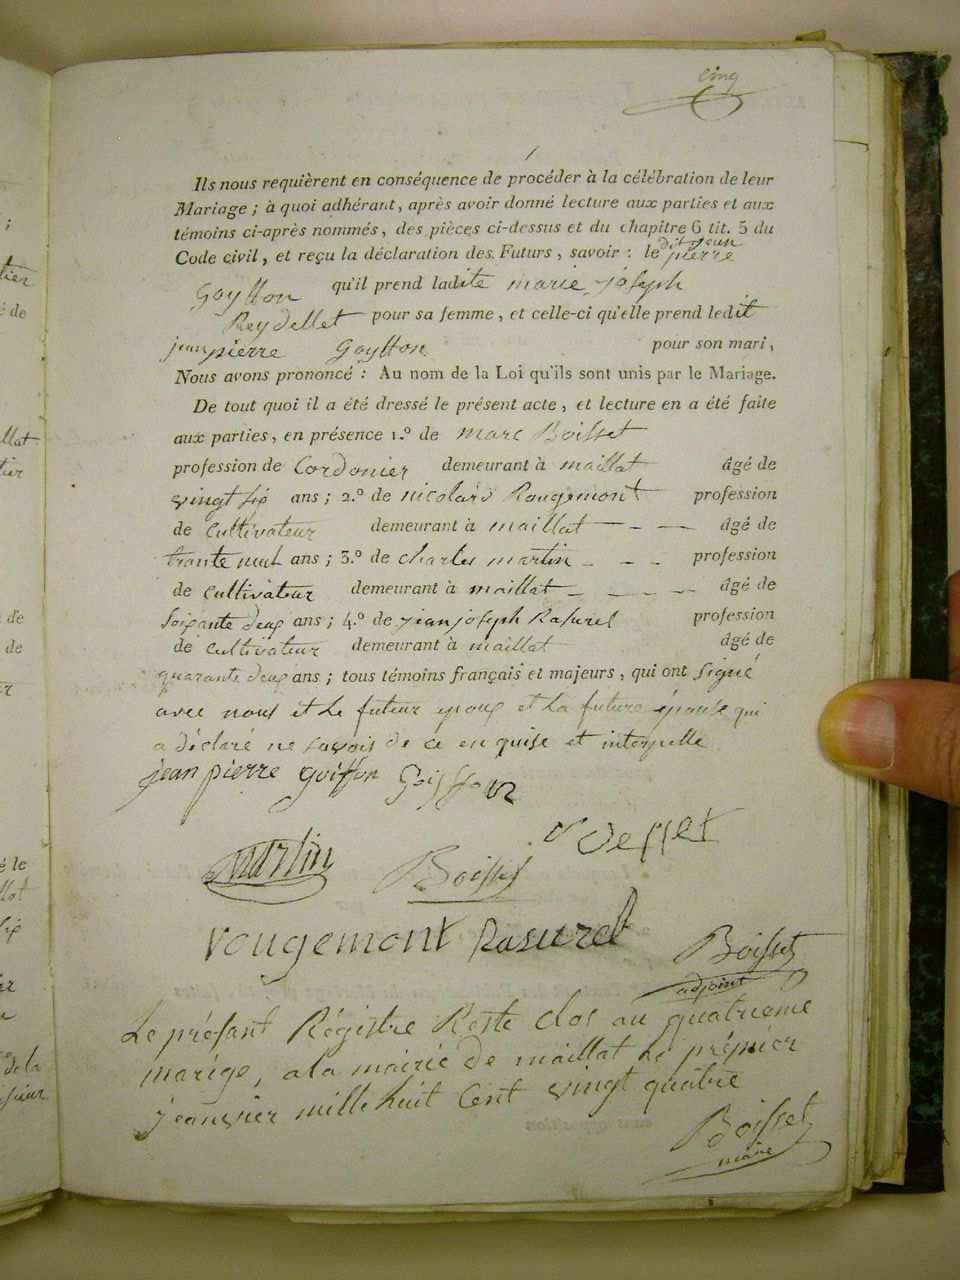 cinq
Ils nous requièrent en conséquence de procéder à la célébration de leur
Mariage ; à quoi adhérant, après avoir donné lecture aux parties et aux
témoins ci-après nommés, des pièces ci-dessus et du chapitre 6 tit. 5 du
Code civil, et reçu la déclaration des Futurs, savoir : le dit jean pierre
Goyffon qu'il prend ladite marie joseph
Reydellet pour sa femme, et celle-ci qu'elle prend ledit
jean pierre Goyffon pour son mari,
Nous avons prononcé : Au nom de la Loi qu'ils sont unis par le Mariage.
De tout quoi il a été dressé le présent acte, et lecture en a été faite
aux parties, en présence 1.º de marc Boisset
profession de Cordonier demeurant à maillat âgé de
vingt six ans ; 2.º de nicolard Rougemont profession
de cultivateur demeurant à maillat âgé de
trante nuit ans ; 3.º de charles martin profession
de cultivateur demeurant à maillat âgé de
soixante deux ans ; 4.º de jean joseph Rasurel profession
de cultivateur demeurant à maillat âgé de
quarante deux ans ; tous témoins français et majeurs, qui ont signé
avec nous et le futeur epoux et la future épouse qui
a déclaré ne savois de ce en quise et interpelle
jean pierre goiffon Goiffon
Martin Boisset
rougemont Rasurel Boisset
adjoint
Le présant Régistre Reste clos au quatrieme
marige, a la mairie de maillat le prémier
jeanvier mille huit Cent vingt quatre
Boisset
maire